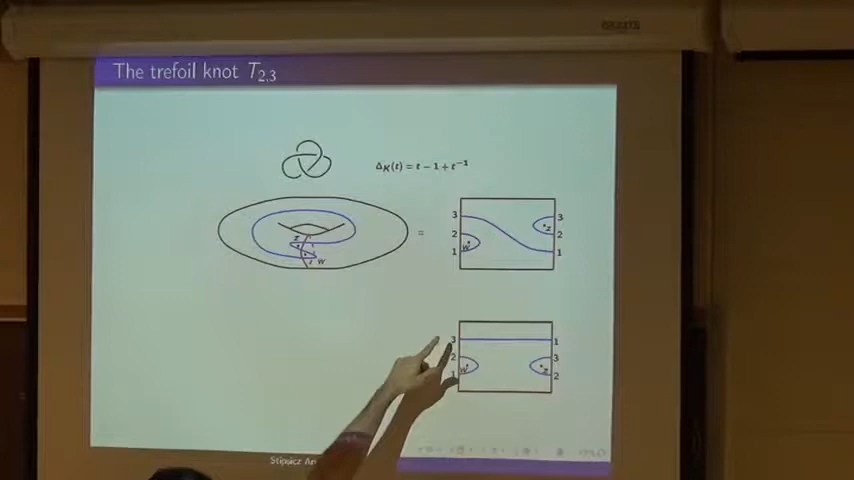 The trefoil knot T₂,₃
Δ_K(t) = t − 1 + t⁻¹
z
w
=
3
2
1
w
z
3
2
1
3
2
1
w
z
1
3
2